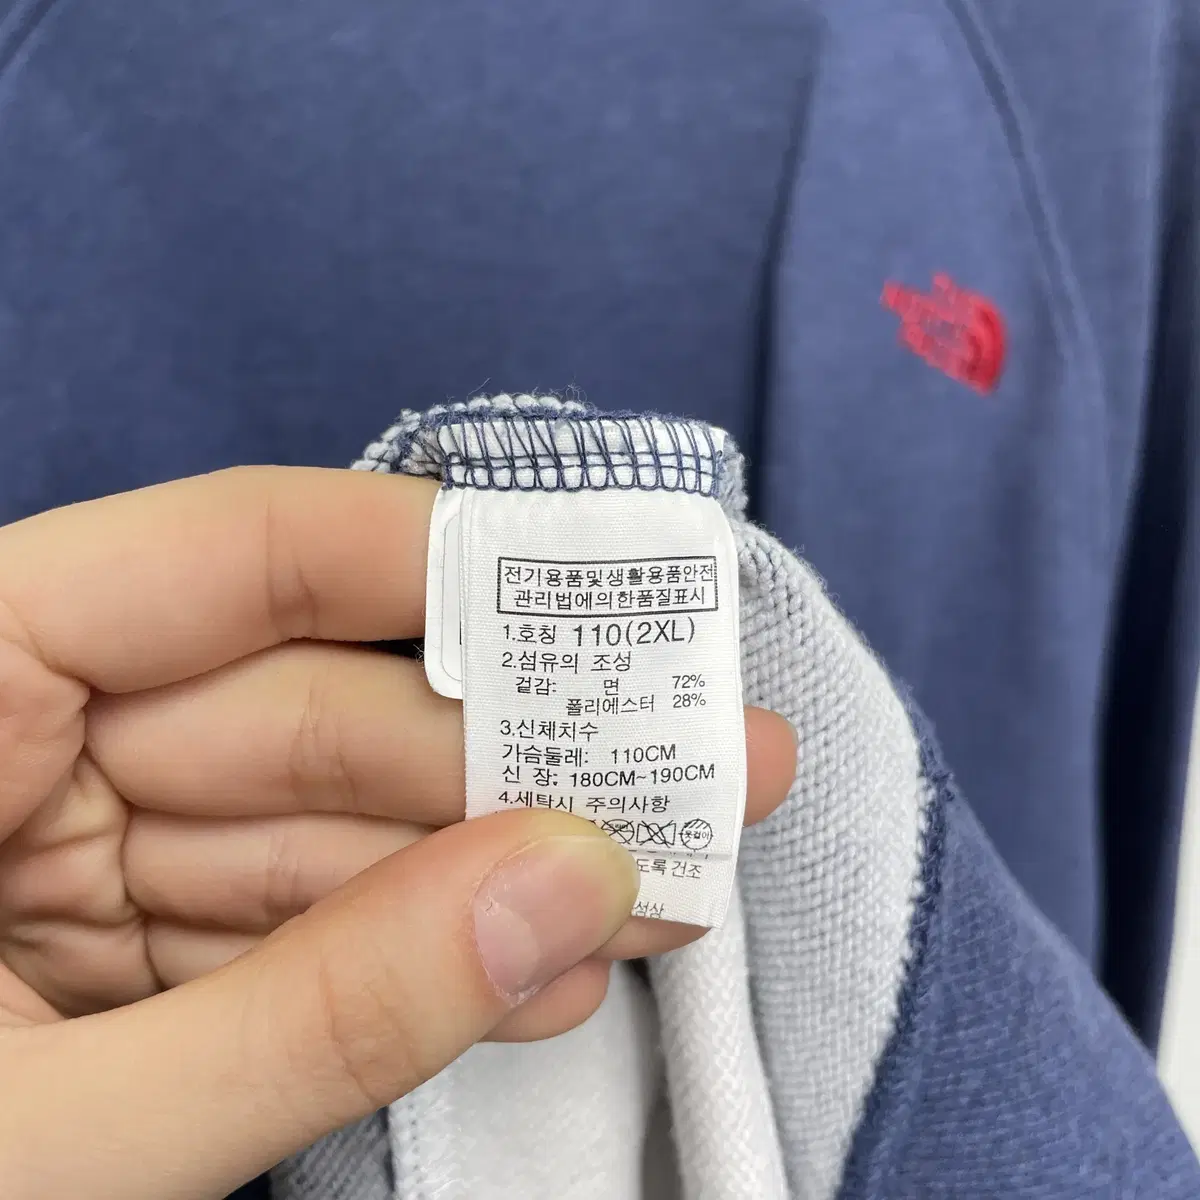 전기용품및생활용품안전
관리법에의한품질표시
1.호칭 110(2XL)
2.섬유의 조성
겉감: 면 72%
폴리에스터 28%
3.신체치수
가슴둘레: 110CM
신 장: 180CM~190CM
4.세탁시 주의사항
옷걸이
도록 건조